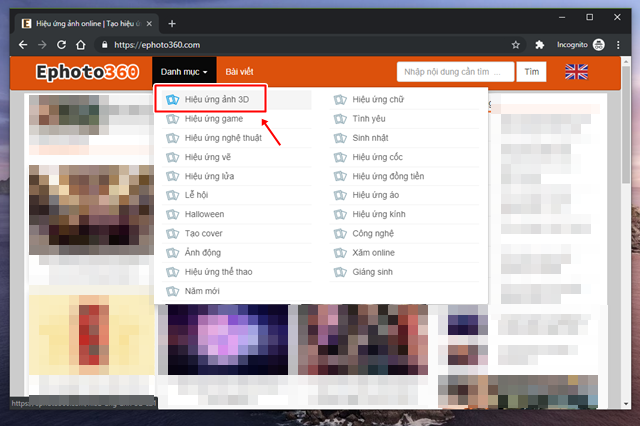 Hiệu ứng ảnh online | Tạo hiệu ứ
https://ephoto360.com
Incognito
Ephoto360
Danh mục
Bài viết
Nhập nội dung cần tìm ...
Tìm
Hiệu ứng ảnh 3D
Hiệu ứng chữ
Hiệu ứng game
Tình yêu
Hiệu ứng nghệ thuật
Sinh nhật
Hiệu ứng vẽ
Hiệu ứng cốc
Hiệu ứng lửa
Hiệu ứng đồng tiền
Lễ hội
Hiệu ứng áo
Halloween
Hiệu ứng kính
Tạo cover
Công nghệ
Ảnh động
Xăm online
Hiệu ứng thể thao
Giáng sinh
Năm mới